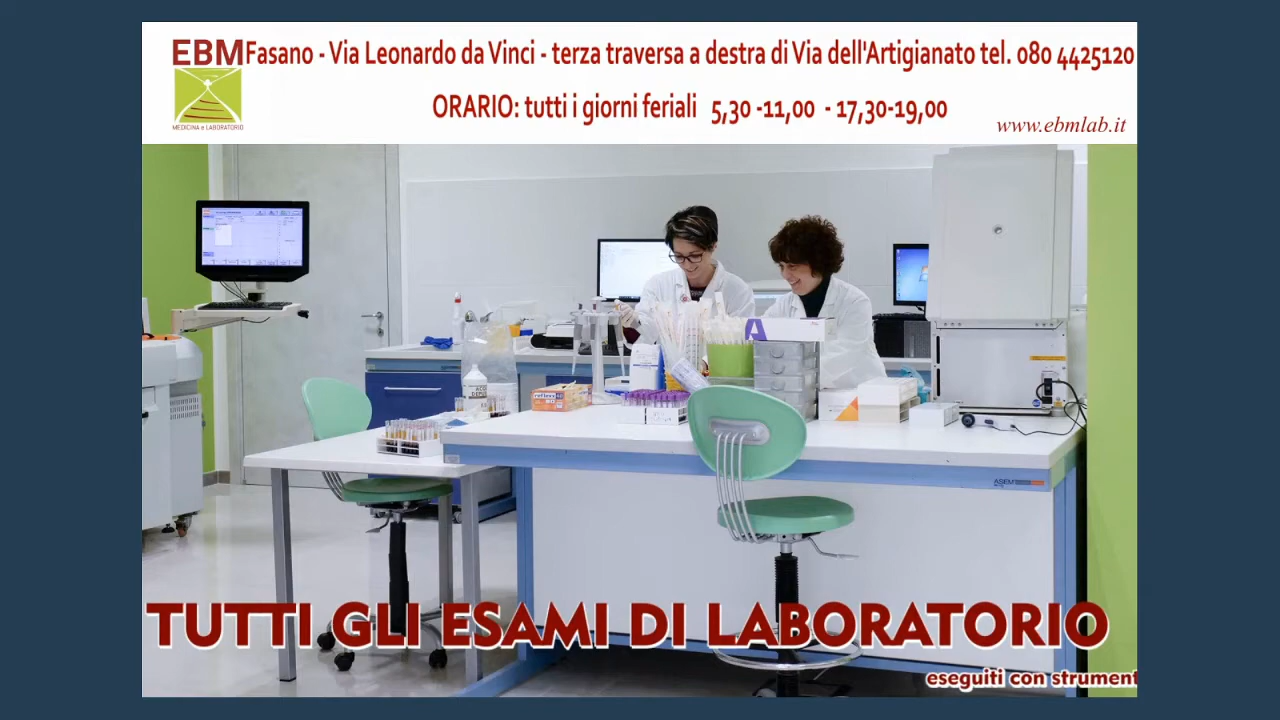 EBM Fasano - Via Leonardo da Vinci - terza traversa a destra di Via dell'Artigianato tel. 080 4425120
MEDICINA e LABORATORIO
ORARIO: tutti i giorni feriali 5,30 -11,00 - 17,30-19,00
www.ebmlab.it
A
ASEM
TUTTI GLI ESAMI DI LABORATORIO
eseguiti con strument